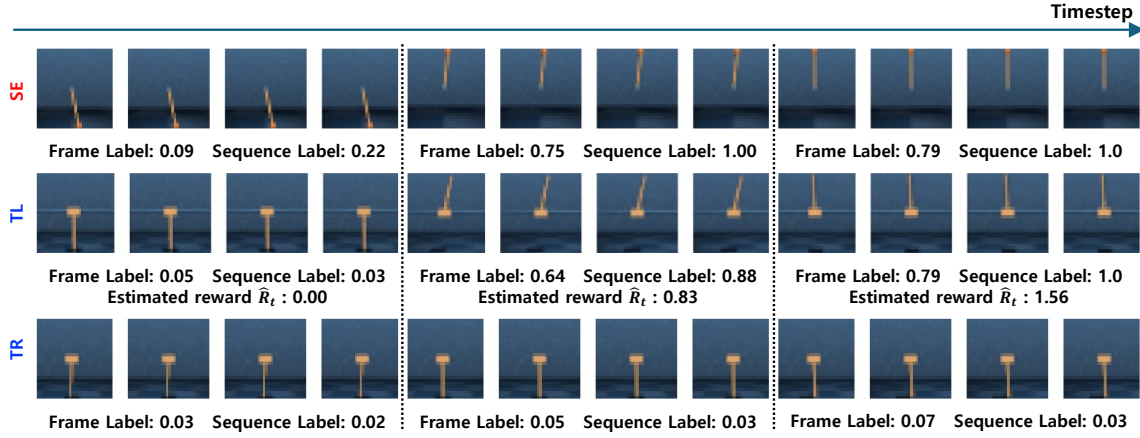 Timestep
SE
Frame Label: 0.09 Sequence Label: 0.22 Frame Label: 0.75 Sequence Label: 1.00 Frame Label: 0.79 Sequence Label: 1.0
TL
Frame Label: 0.05 Sequence Label: 0.03 Frame Label: 0.64 Sequence Label: 0.88 Frame Label: 0.79 Sequence Label: 1.0
Estimated reward R̂ₜ : 0.00 Estimated reward R̂ₜ : 0.83 Estimated reward R̂ₜ : 1.56
TR
Frame Label: 0.03 Sequence Label: 0.02 Frame Label: 0.05 Sequence Label: 0.03 Frame Label: 0.07 Sequence Label: 0.03